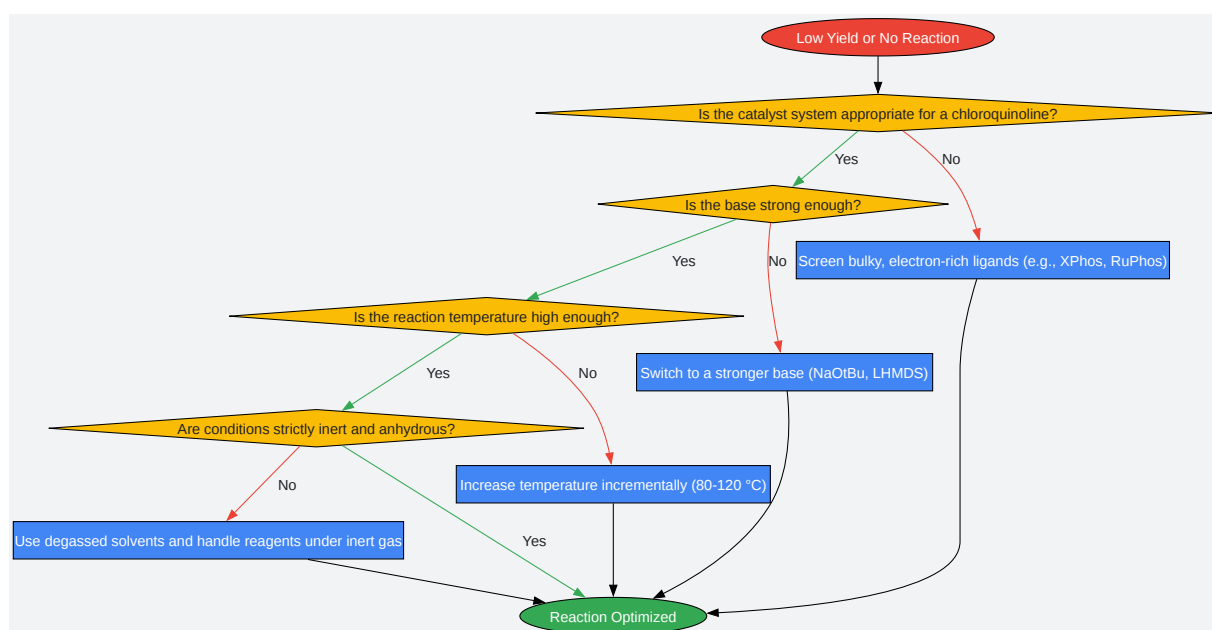 Low Yield or No Reaction
Is the catalyst system appropriate for a chloroquinoline?
Yes
No
Is the base strong enough?
Yes
No
Screen bulky, electron-rich ligands (e.g., XPhos, RuPhos)
Is the reaction temperature high enough?
Yes
No
Switch to a stronger base (NaOtBu, LHMDS)
Are conditions strictly inert and anhydrous?
No
Increase temperature incrementally (80-120 °C)
Use degassed solvents and handle reagents under inert gas
Yes
Reaction Optimized